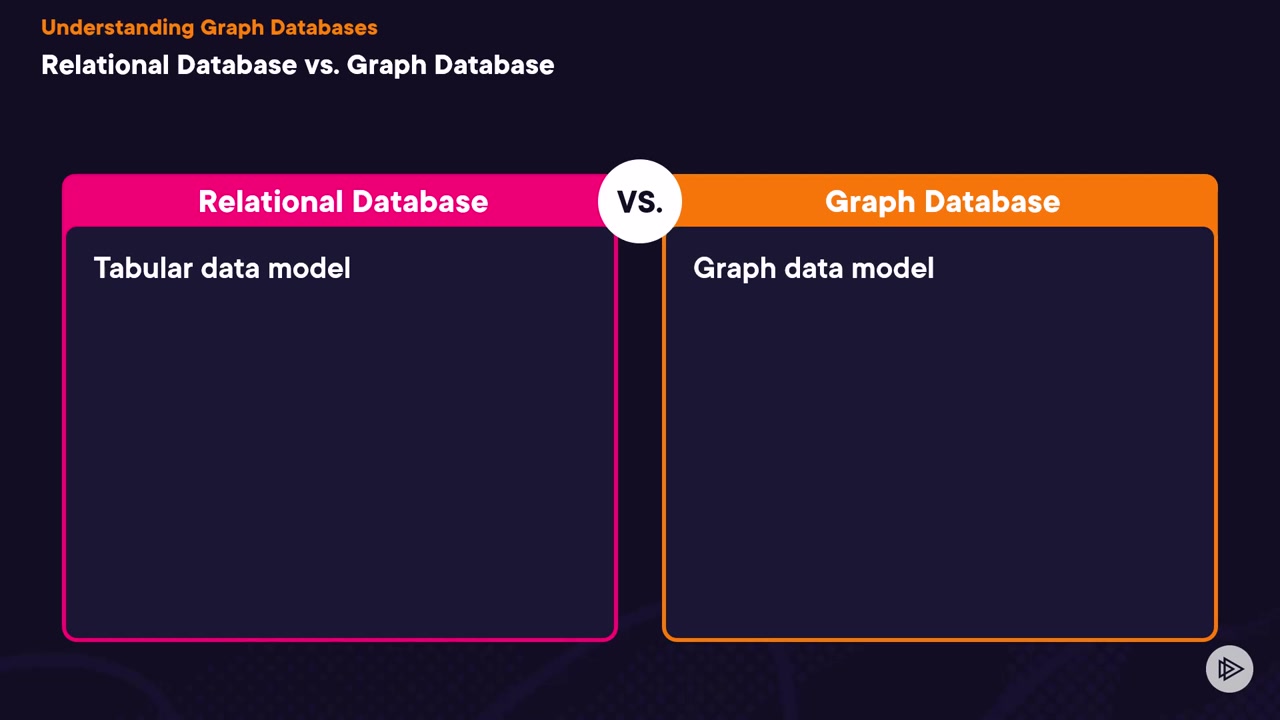 Understanding Graph Databases
Relational Database vs. Graph Database
Relational Database
VS.
Graph Database
Tabular data model
Graph data model